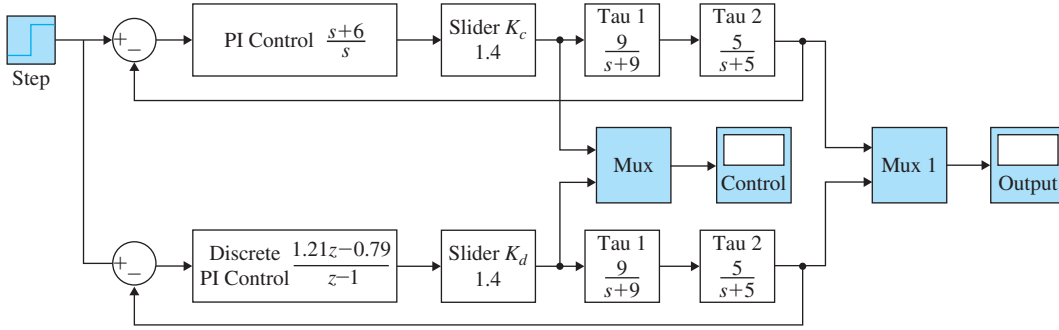 Step
+
−
PI Control s+6/s
Slider Kc
1.4
Tau 1
9/s+9
Tau 2
5/s+5
Mux
Control
Mux 1
Output
+
−
Discrete
PI Control 1.21z−0.79/z−1
Slider Kd
1.4
Tau 1
9/s+9
Tau 2
5/s+5